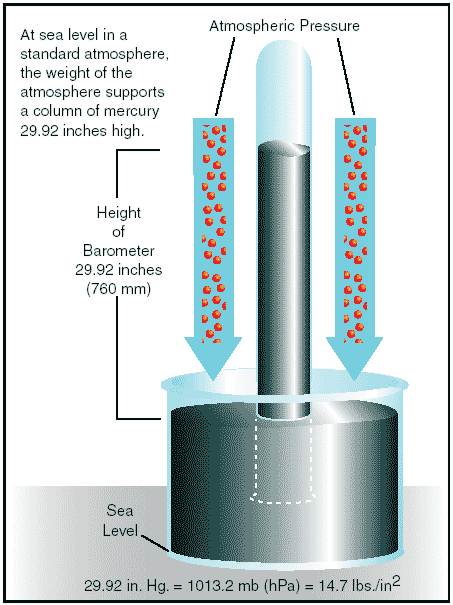 Atmospheric Pressure
At sea level in a
standard atmosphere,
the weight of the
atmosphere supports
a column of mercury
29.92 inches high.
Height
of
Barometer
29.92 inches
(760 mm)
Sea
Level
29.92 in. Hg. = 1013.2 mb (hPa) = 14.7 lbs./in2